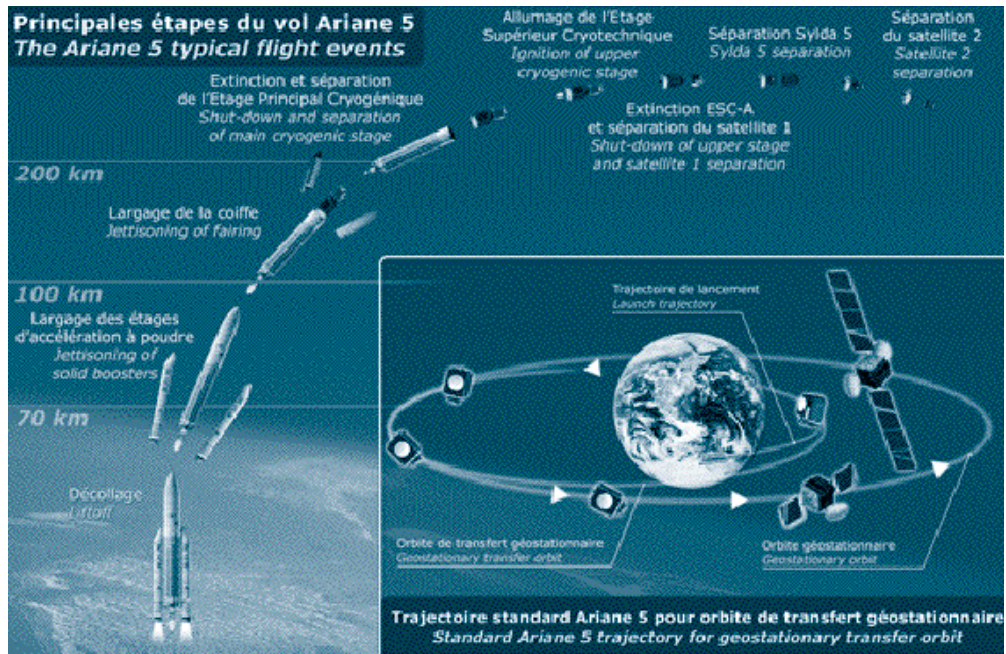 Principales étapes du vol Ariane 5
The Ariane 5 typical flight events
Allumage de l'Etage
Supérieur Cryotechnique
Ignition of upper
cryogenic stage
Séparation Sylda 5
Sylda 5 separation
Séparation
du satellite 2
Satellite 2
separation
Extinction et séparation
de l'Etage Principal Cryogénique
Shut-down and separation
of main cryogenic stage
Extinction ESC-A
et séparation du satellite 1
Shut-down of upper stage
and satellite 1 separation
200 km
Largage de la coiffe
Jettisoning of fairing
100 km
Largage des étages
d'accélération à poudre
Jettisoning of
solid boosters
70 km
Décollage
Liftoff
Trajectoire de lancement
Launch trajectory
Orbite de transfert géostationnaire
Geostationary transfer orbit
Orbite géostationnaire
Geostationary orbit
Trajectoire standard Ariane 5 pour orbite de transfert géostationnaire
Standard Ariane 5 trajectory for geostationary transfer orbit